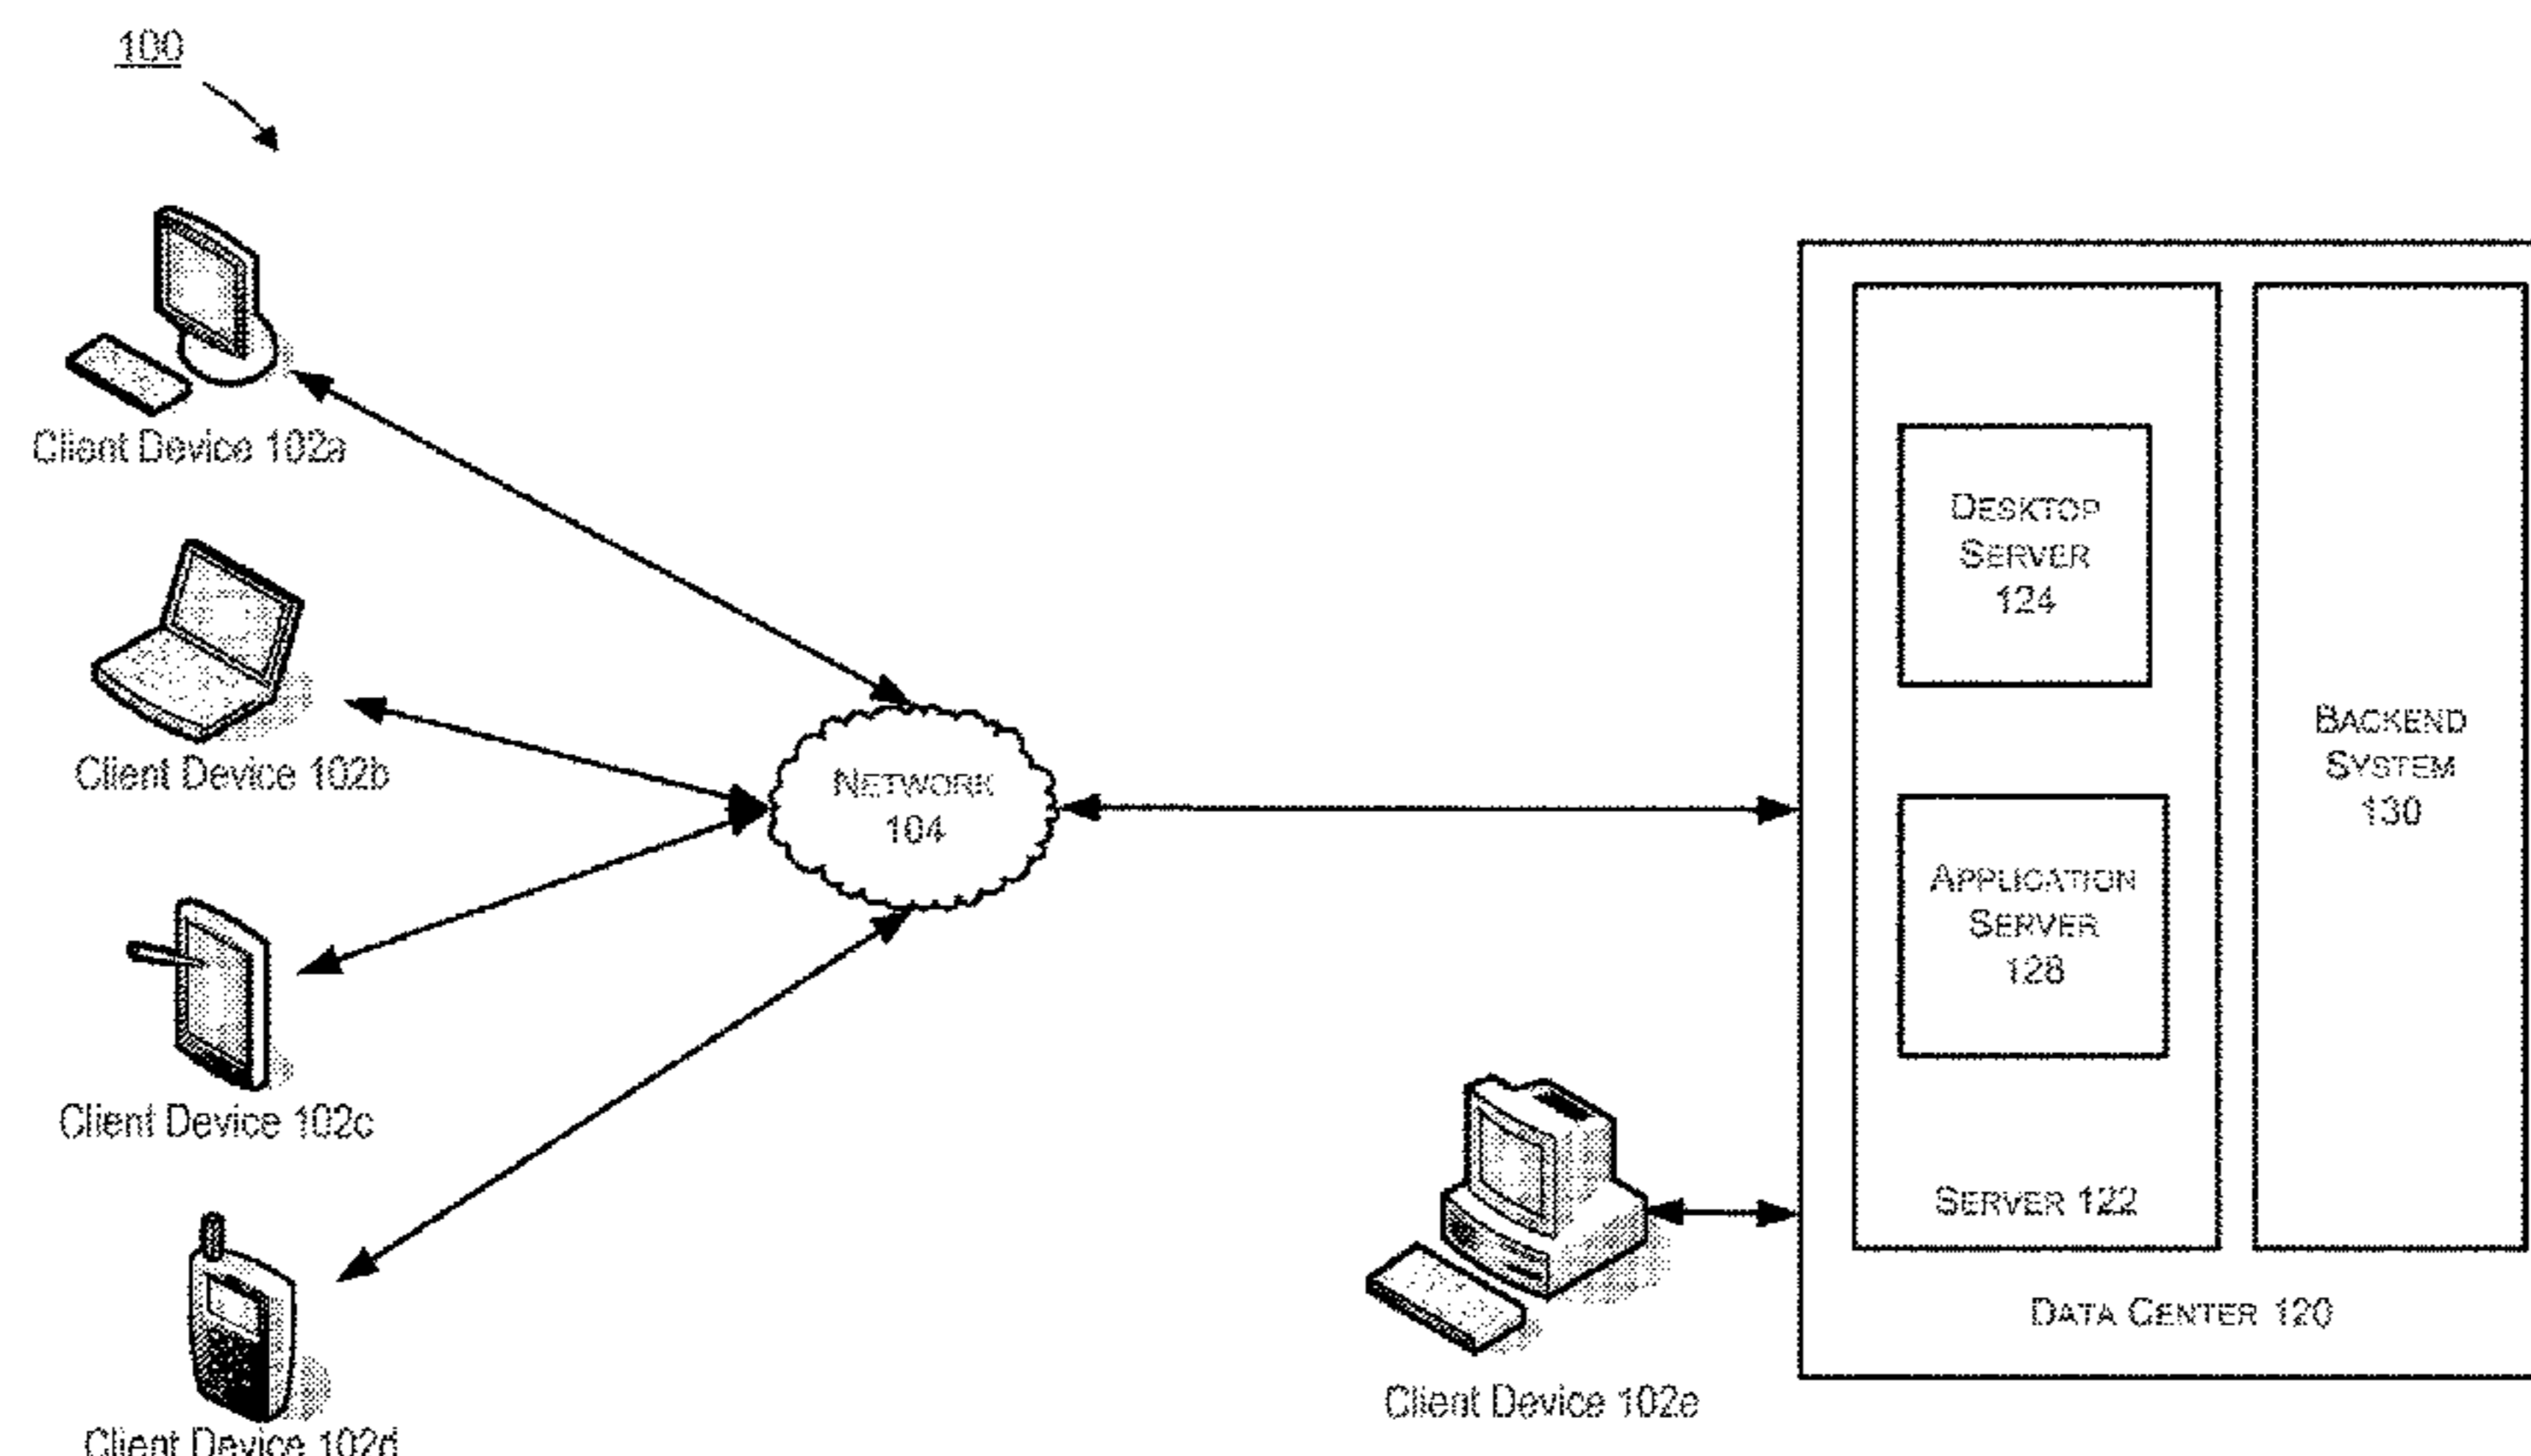 100
Client Device 102a
Client Device 102b
Client Device 102c
Client Device 102d
NETWORK
104
Client Device 102e
DESKTOP
SERVER
124
APPLICATION
SERVER
128
SERVER 122
BACKEND
SYSTEM
130
DATA CENTER 120